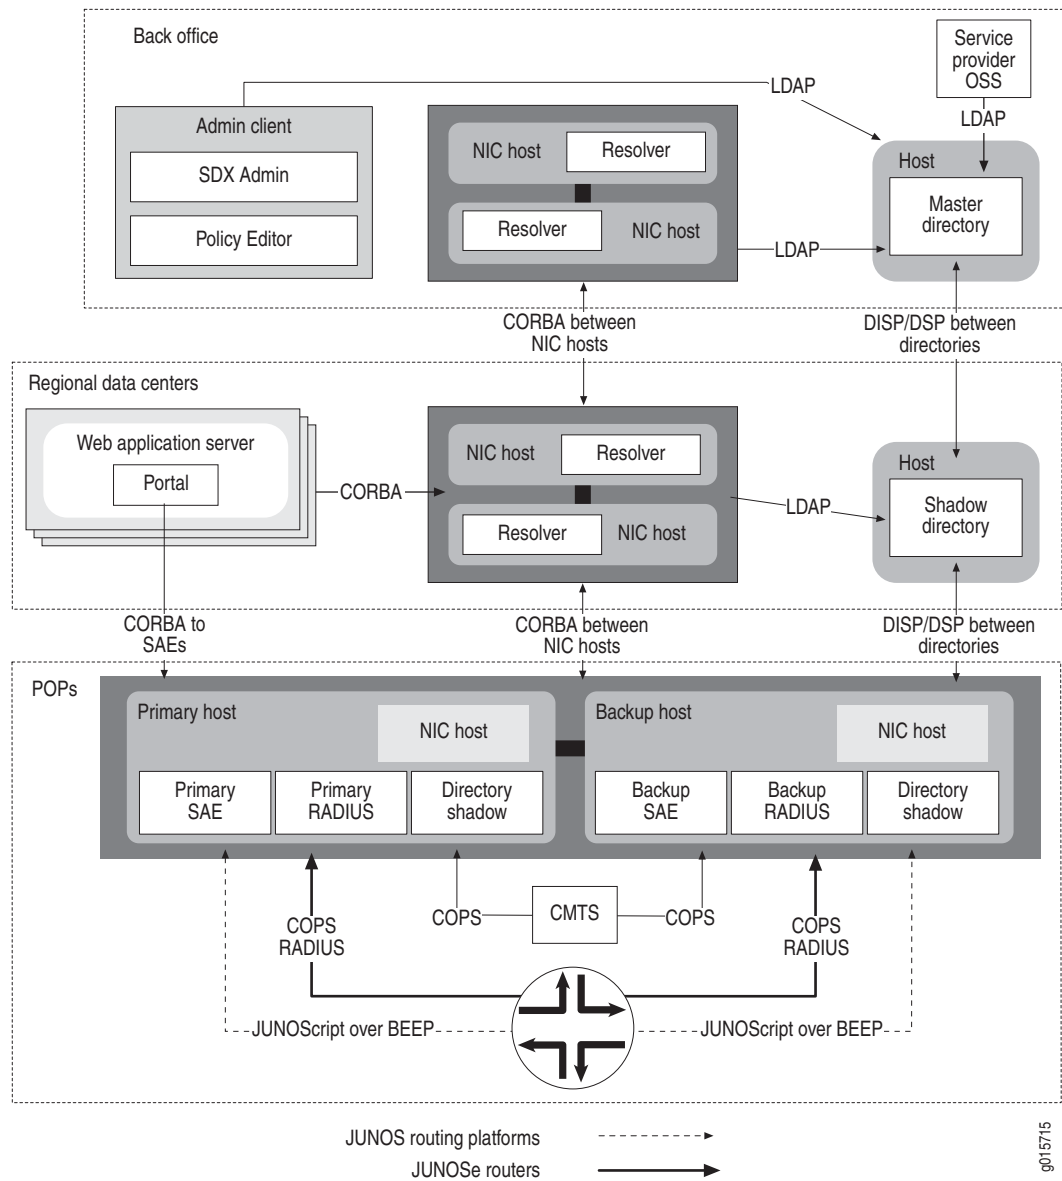 Back office
Service
provider
OSS
LDAP
LDAP
Admin client
SDX Admin
Policy Editor
NIC host
Resolver
Resolver
NIC host
LDAP
Host
Master
directory
CORBA between
NIC hosts
DISP/DSP between
directories
Regional data centers
Web application server
Portal
CORBA
NIC host
Resolver
Resolver
NIC host
LDAP
Host
Shadow
directory
CORBA to
SAEs
CORBA between
NIC hosts
DISP/DSP between
directories
POPs
Primary host
NIC host
Primary
SAE
Primary
RADIUS
Directory
shadow
Backup host
NIC host
Backup
SAE
Backup
RADIUS
Directory
shadow
COPS
RADIUS
COPS
CMTS
COPS
COPS
RADIUS
JUNOScript over BEEP
JUNOScript over BEEP
JUNOS routing platforms
JUNOSe routers
g015715